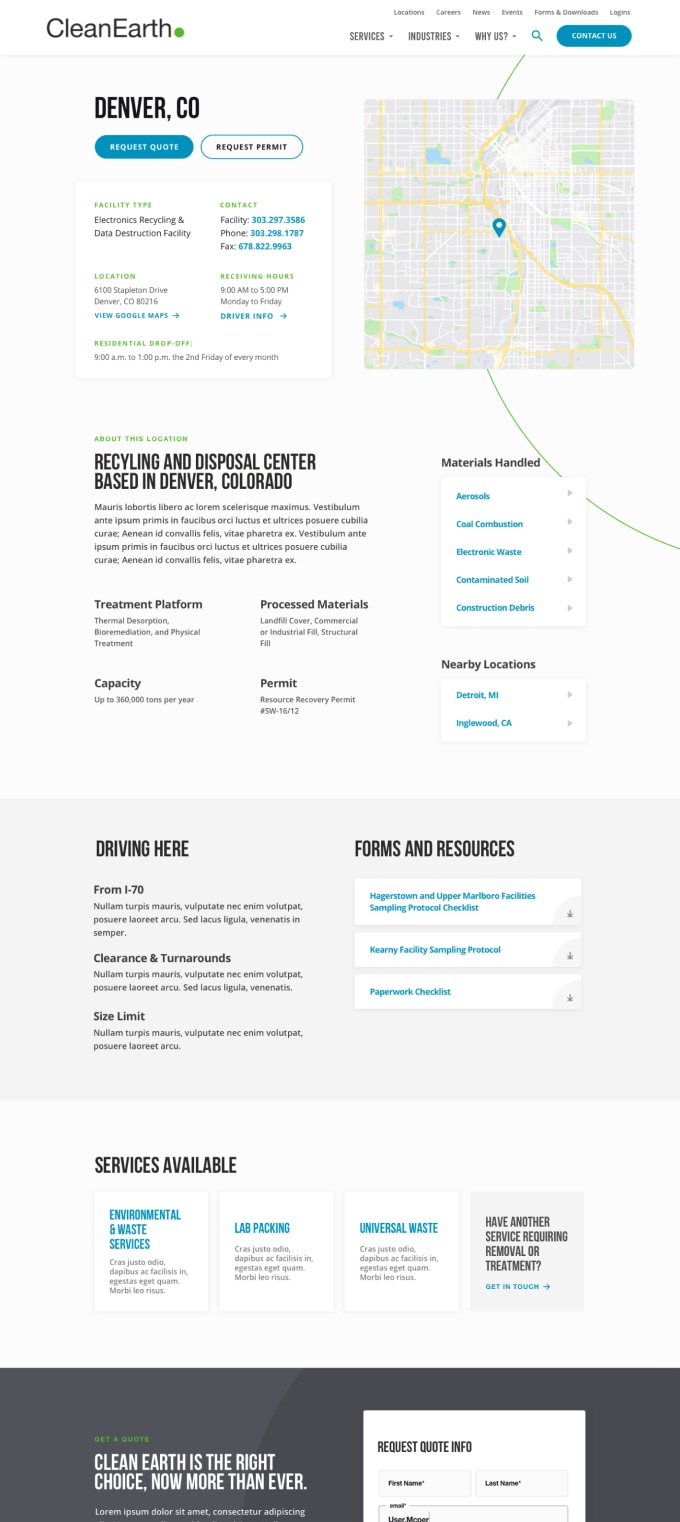 Locations Careers News Events Forms & Downloads Logins
CleanEarth
SERVICES INDUSTRIES WHY US? CONTACT US
DENVER, CO
REQUEST QUOTE REQUEST PERMIT
FACILITY TYPE
Electronics Recycling &
Data Destruction Facility
CONTACT
Facility: 303.297.3586
Phone: 303.298.1787
Fax: 678.822.9963
LOCATION
6100 Stapleton Drive
Denver, CO 80216
VIEW GOOGLE MAPS →
RECEIVING HOURS
9:00 AM to 5:00 PM
Monday to Friday
DRIVER INFO →
RESIDENTIAL DROP-OFF:
9:00 a.m. to 1:00 p.m. the 2nd Friday of every month
ABOUT THIS LOCATION
RECYLING AND DISPOSAL CENTER
BASED IN DENVER, COLORADO
Mauris lobortis libero ac lorem scelerisque maximus. Vestibulum
ante ipsum primis in faucibus orci luctus et ultrices posuere cubilia
curae; Aenean id convallis felis, vitae pharetra ex. Vestibulum ante
ipsum primis in faucibus orci luctus et ultrices posuere cubilia
curae; Aenean id convallis felis, vitae pharetra ex.
Treatment Platform
Thermal Desorption,
Bioremediation, and Physical
Treatment
Processed Materials
Landfill Cover, Commercial
or Industrial Fill, Structural
Fill
Capacity
Up to 360,000 tons per year
Permit
Resource Recovery Permit
#SW-16/12
Materials Handled
Aerosols
Coal Combustion
Electronic Waste
Contaminated Soil
Construction Debris
Nearby Locations
Detroit, MI
Inglewood, CA
DRIVING HERE
From I-70
Nullam turpis mauris, vulputate nec enim volutpat,
posuere laoreet arcu. Sed lacus ligula, venenatis in
semper.
Clearance & Turnarounds
Nullam turpis mauris, vulputate nec enim volutpat,
posuere laoreet arcu. Sed lacus ligula, venenatis.
Size Limit
Nullam turpis mauris, vulputate nec enim volutpat,
posuere laoreet arcu.
FORMS AND RESOURCES
Hagerstown and Upper Marlboro Facilities
Sampling Protocol Checklist
Kearny Facility Sampling Protocol
Paperwork Checklist
SERVICES AVAILABLE
ENVIRONMENTAL
& WASTE
SERVICES
Cras justo odio,
dapibus ac facilisis in,
egestas eget quam.
Morbi leo risus.
LAB PACKING
Cras justo odio,
dapibus ac facilisis in,
egestas eget quam.
Morbi leo risus.
UNIVERSAL WASTE
Cras justo odio,
dapibus ac facilisis in,
egestas eget quam.
Morbi leo risus.
HAVE ANOTHER
SERVICE REQUIRING
REMOVAL OR
TREATMENT?
GET IN TOUCH →
GET A QUOTE
CLEAN EARTH IS THE RIGHT
CHOICE, NOW MORE THAN EVER.
Lorem ipsum dolor sit amet, consectetur adipiscing
REQUEST QUOTE INFO
First Name* Last Name*
email*
User.Mcper